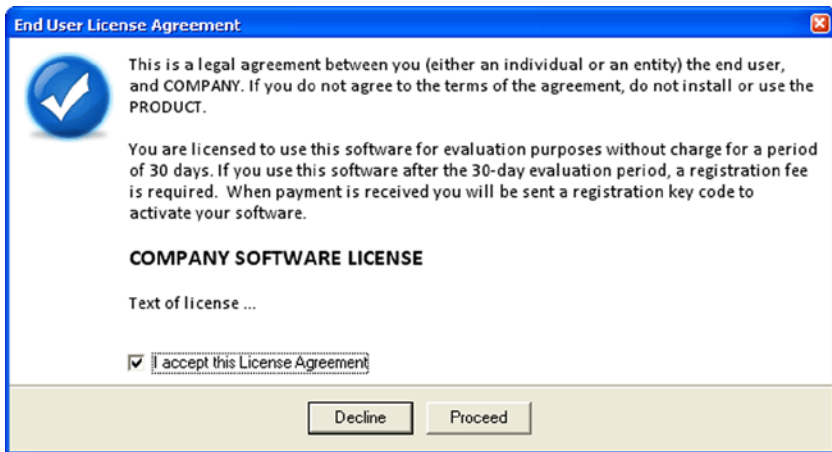 End User License Agreement
This is a legal agreement between you (either an individual or an entity) the end user,
and COMPANY. If you do not agree to the terms of the agreement, do not install or use the
PRODUCT.
You are licensed to use this software for evaluation purposes without charge for a period
of 30 days. If you use this software after the 30-day evaluation period, a registration fee
is required.  When payment is received you will be sent a registration key code to
activate your software.
COMPANY SOFTWARE LICENSE
Text of license ...
I accept this License Agreement
Decline Proceed